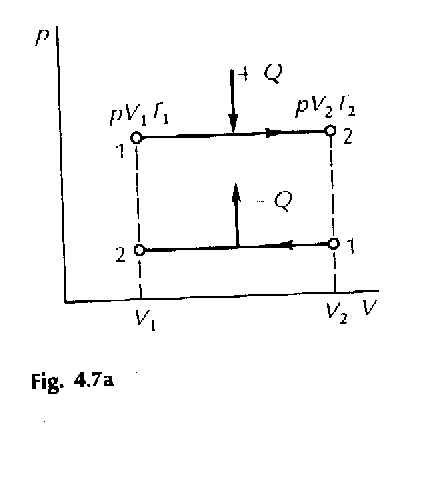 p
+ Q
pV₁ T₁
pV₂ T₂
1
2
− Q
2
1
V₁
V₂ V
Fig. 4.7a